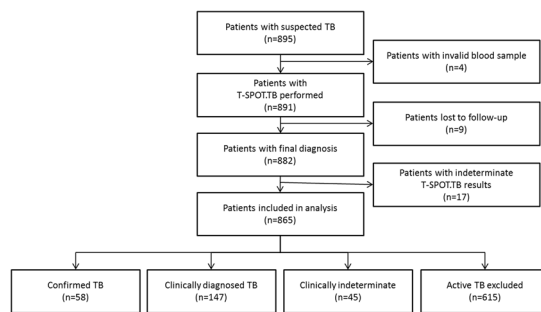 Patients with suspected TB
(n=895)
Patients with invalid blood sample
(n=4)
Patients with
T-SPOT.TB performed
(n=891)
Patients lost to follow-up
(n=9)
Patients with final diagnosis
(n=882)
Patients with indeterminate
T-SPOT.TB results
(n=17)
Patients included in analysis
(n=865)
Confirmed TB
(n=58)
Clinically diagnosed TB
(n=147)
Clinically indeterminate
(n=45)
Active TB excluded
(n=615)